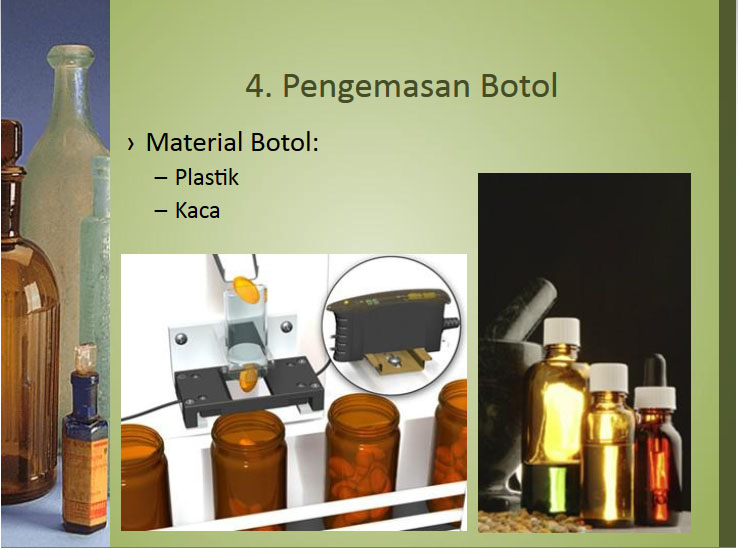 4. Pengemasan Botol
› Material Botol:
– Plastik
– Kaca